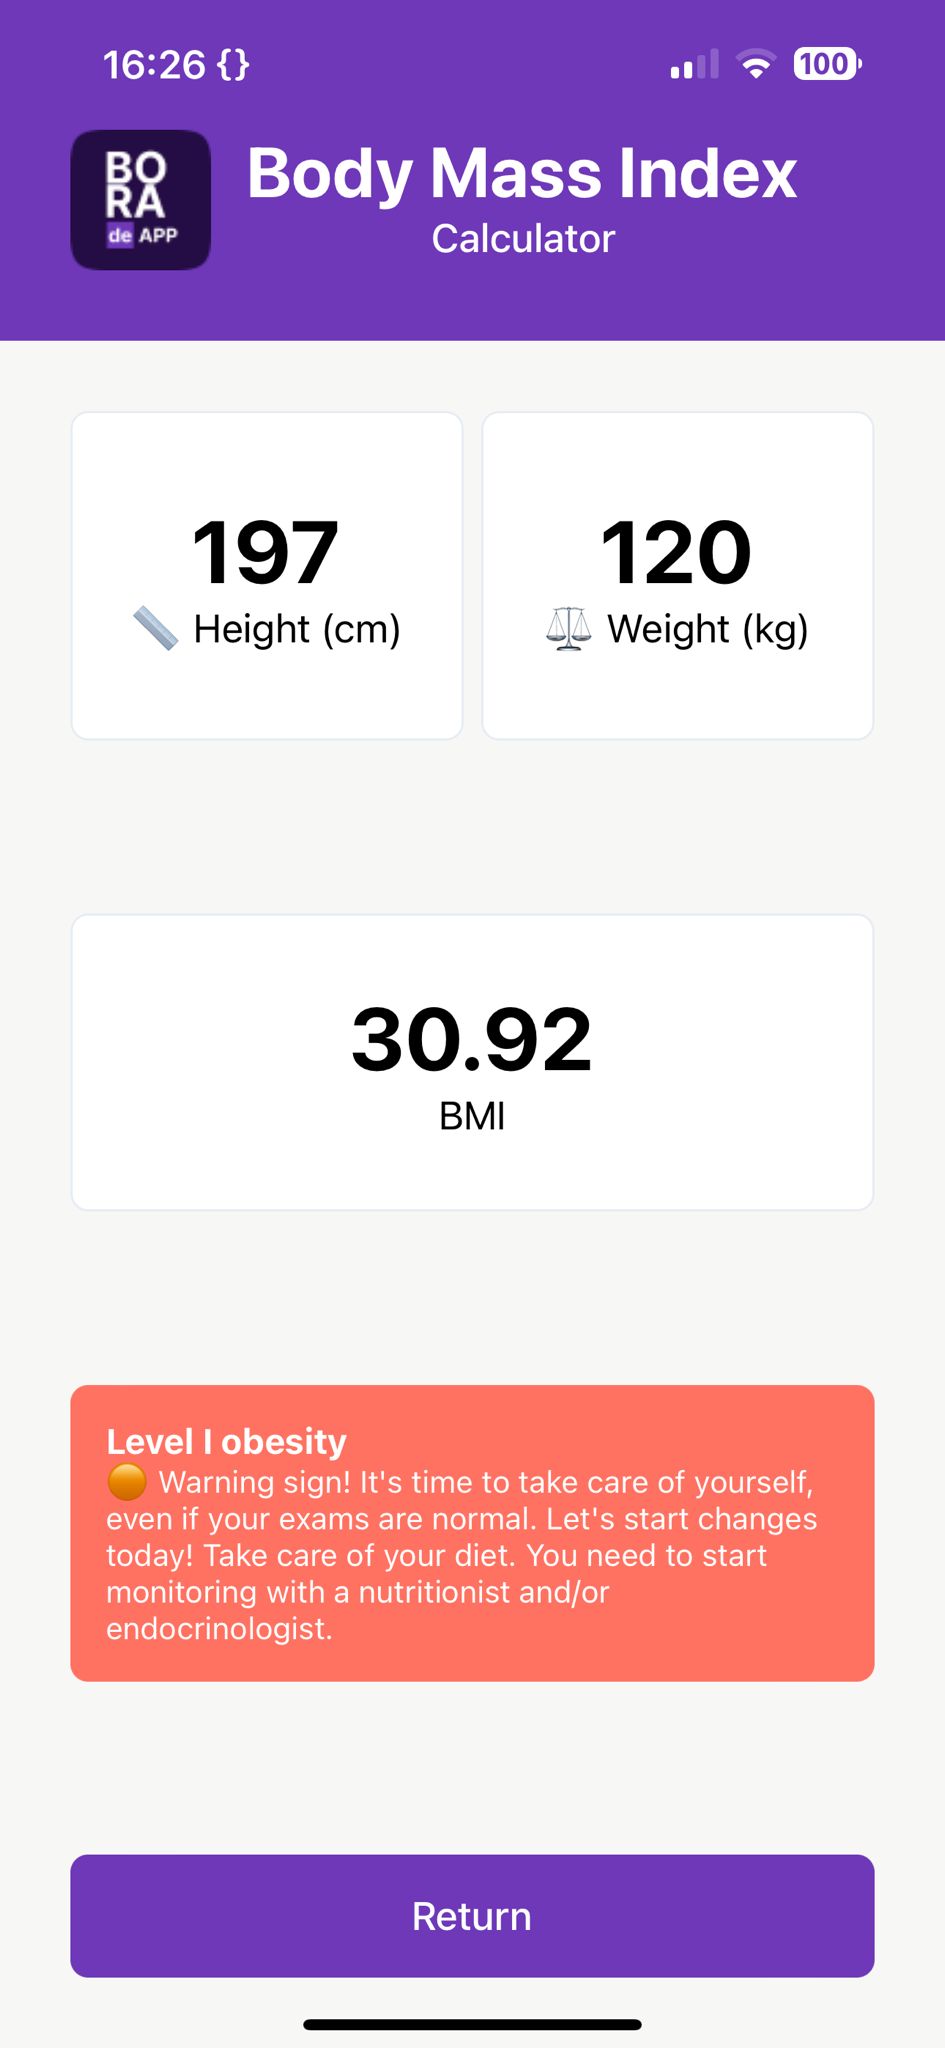 16:26 {}
100
BO
RA
de APP
Body Mass Index
Calculator
197
Height (cm)
120
Weight (kg)
30.92
BMI
Level I obesity
Warning sign! It's time to take care of yourself,
even if your exams are normal. Let's start changes
today! Take care of your diet. You need to start
monitoring with a nutritionist and/or
endocrinologist.
Return